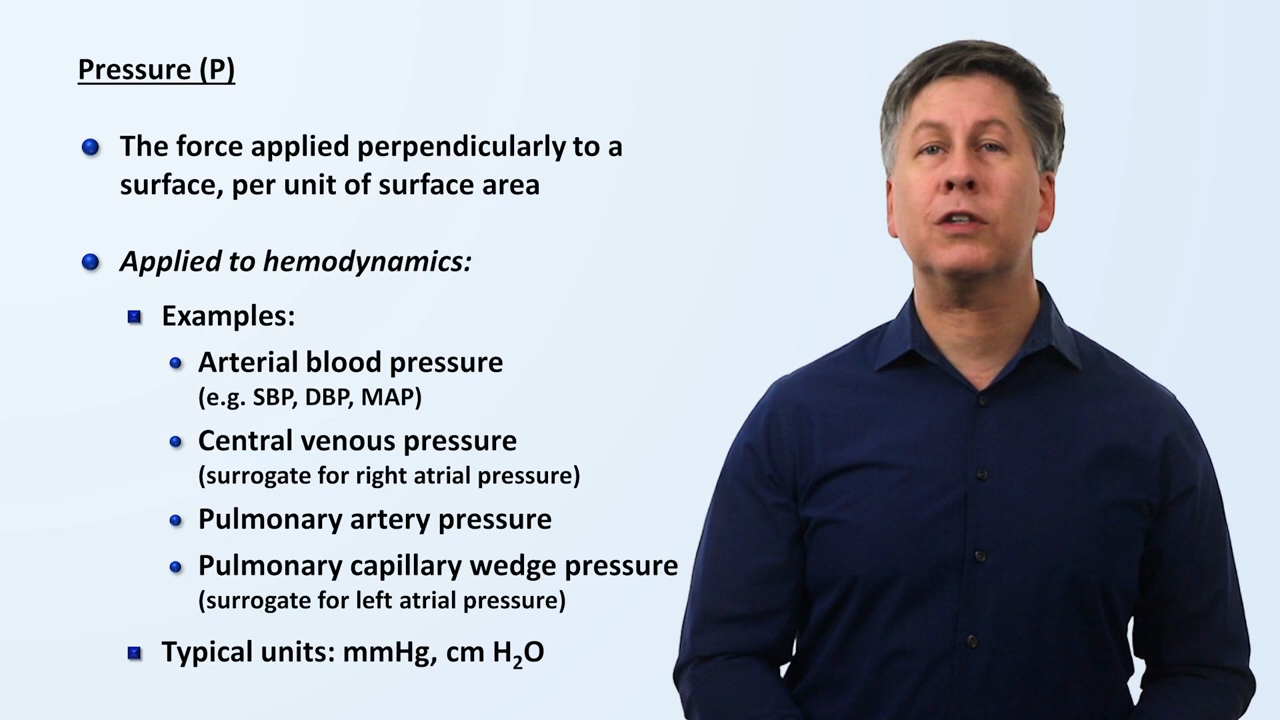 Pressure (P)
The force applied perpendicularly to a
surface, per unit of surface area
Applied to hemodynamics:
Examples:
Arterial blood pressure
(e.g. SBP, DBP, MAP)
Central venous pressure
(surrogate for right atrial pressure)
Pulmonary artery pressure
Pulmonary capillary wedge pressure
(surrogate for left atrial pressure)
Typical units: mmHg, cm H₂O